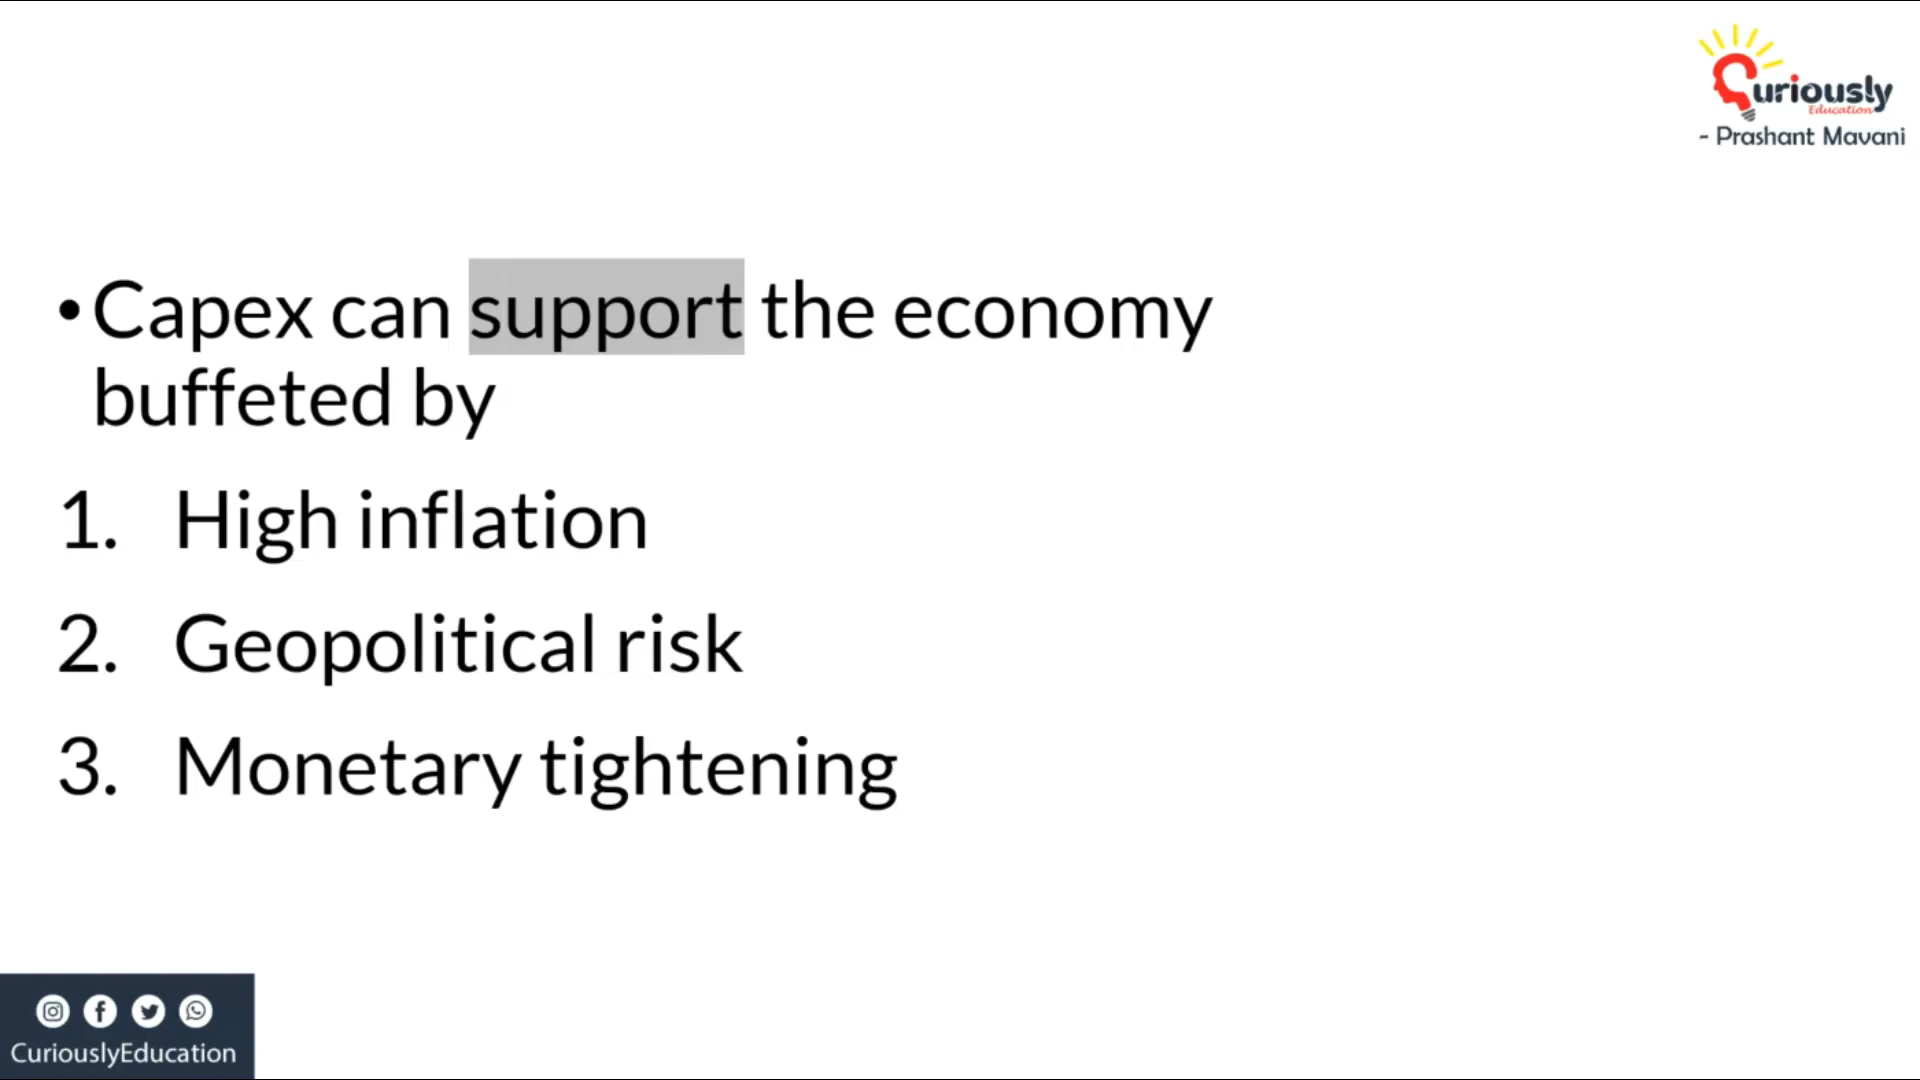 Curiously
Education
- Prashant Mavani
• Capex can support the economy
buffeted by
1. High inflation
2. Geopolitical risk
3. Monetary tightening
CuriouslyEducation